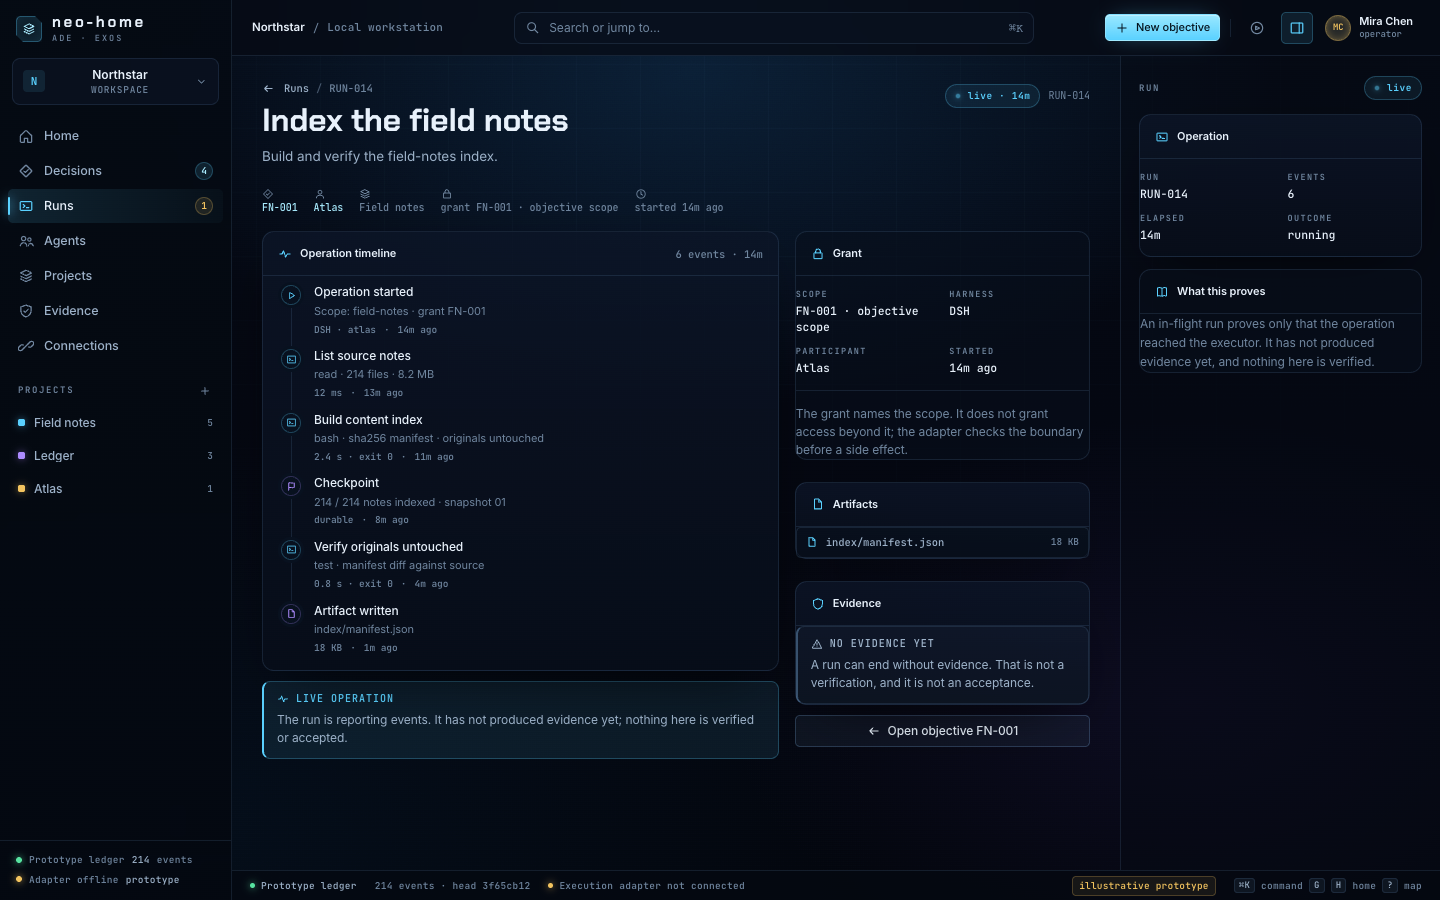 neo-home
ADE · EXOS
N
Northstar
WORKSPACE
Home
Decisions
4
Runs
1
Agents
Projects
Evidence
Connections
PROJECTS
Field notes
5
Ledger
3
Atlas
1
Prototype ledger 214 events
Adapter offline prototype
Northstar / Local workstation
Search or jump to...
⌘K
New objective
MC
Mira Chen
operator
Runs / RUN-014
Index the field notes
live · 14m
RUN-014
Build and verify the field-notes index.
FN-001
Atlas
Field notes
grant FN-001 · objective scope
started 14m ago
Operation timeline
6 events · 14m
Operation started
Scope: field-notes · grant FN-001
DSH · atlas · 14m ago
List source notes
read · 214 files · 8.2 MB
12 ms · 13m ago
Build content index
bash · sha256 manifest · originals untouched
2.4 s · exit 0 · 11m ago
Checkpoint
214 / 214 notes indexed · snapshot 01
durable · 8m ago
Verify originals untouched
test · manifest diff against source
0.8 s · exit 0 · 4m ago
Artifact written
index/manifest.json
18 KB · 1m ago
LIVE OPERATION
The run is reporting events. It has not produced evidence yet; nothing here is verified
or accepted.
Grant
SCOPE
FN-001 · objective
scope
HARNESS
DSH
PARTICIPANT
Atlas
STARTED
14m ago
The grant names the scope. It does not grant
access beyond it; the adapter checks the boundary
before a side effect.
Artifacts
index/manifest.json
18 KB
Evidence
NO EVIDENCE YET
A run can end without evidence. That is not a
verification, and it is not an acceptance.
Open objective FN-001
RUN
live
Operation
RUN
RUN-014
EVENTS
6
ELAPSED
14m
OUTCOME
running
What this proves
An in-flight run proves only that the operation
reached the executor. It has not produced
evidence yet, and nothing here is verified.
Prototype ledger
214 events · head 3f65cb12
Execution adapter not connected
illustrative prototype
⌘K command G H home ? map